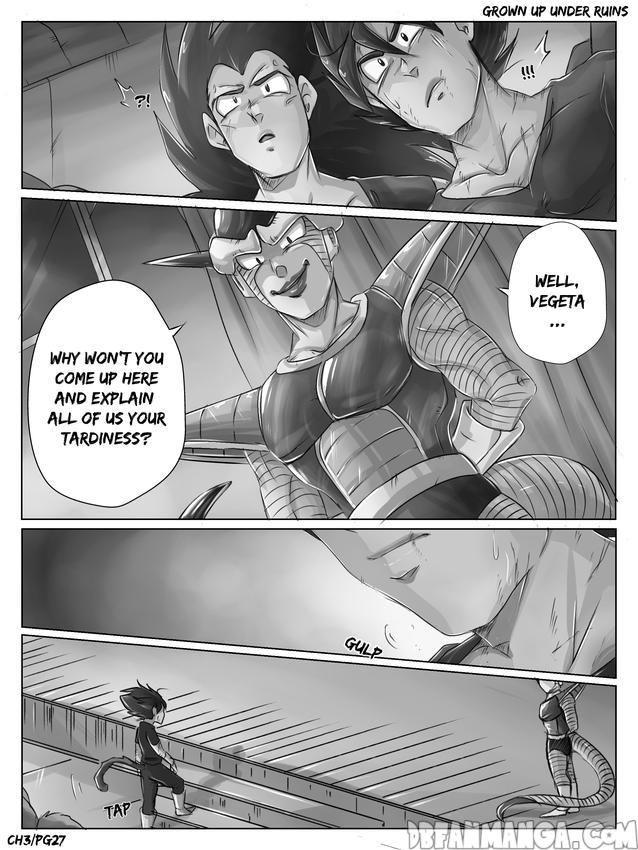 GROWN UP UNDER RUINS
?!
!!!
WELL,
VEGETA
...
WHY WON'T YOU
COME UP HERE
AND EXPLAIN
ALL OF US YOUR
TARDINESS?
GULP
TAP
CH3/PG27
DBFANMANGA.COM